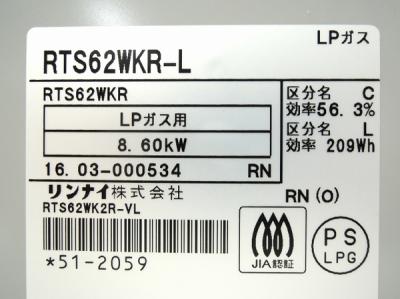 LPガス
RTS62WKR-L
RTS62WKR
LPガス用
8.60kW
区分名 C
効率56.3%
区分名 L
効率 209Wh
16.03-000534 RN
リンナイ株式会社
RTS62WK2R-VL
RN (O)
*51-2059
JIA認証
PS
LPG